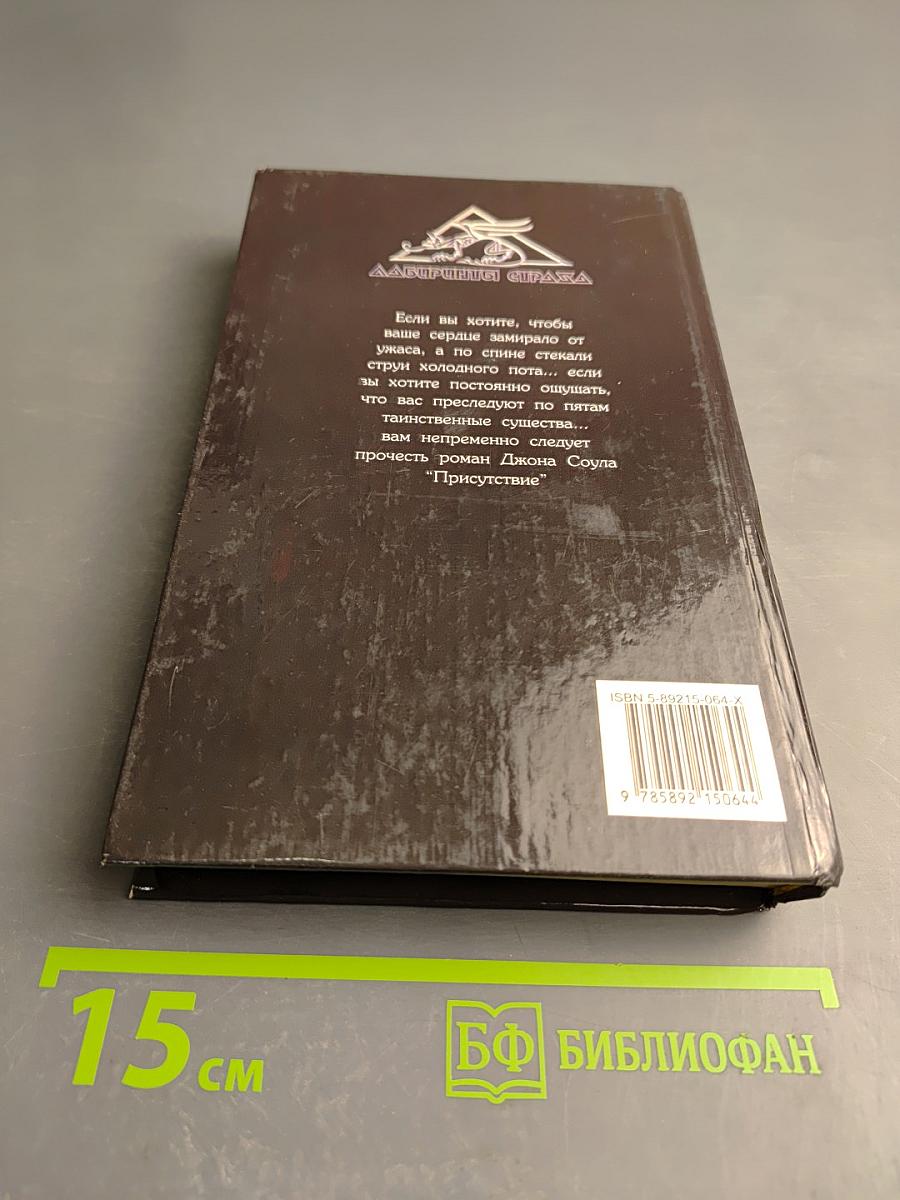 ЛАБИРИНТЫ СТРАХА
Если вы хотите, чтобы
ваше сердце замирало от
ужаса, а по спине стекали
струи холодного пота... если
вы хотите постоянно ощущать,
что вас преследуют по пятам
таинственные существа...
вам непременно следует
прочесть роман Джона Соула
“Присутствие”
ISBN 5-89215-064-X
9 785892 150644
15 см
БФ БИБЛИОФАН